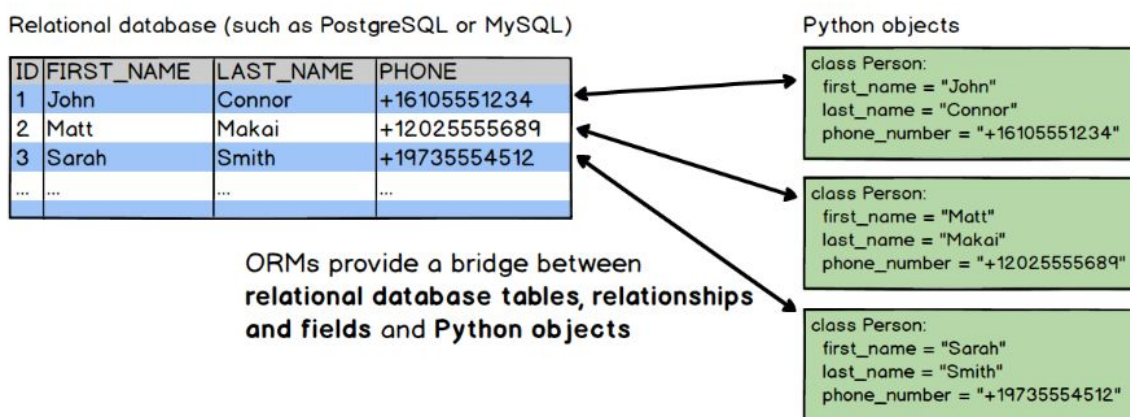 Relational database (such as PostgreSQL or MySQL)
ID FIRST_NAME LAST_NAME PHONE
1 John Connor +16105551234
2 Matt Makai +12025555689
3 Sarah Smith +19735554512
... ... ... ...
ORMs provide a bridge between
relational database tables, relationships
and fields and Python objects
Python objects
class Person:
first_name = "John"
last_name = "Connor"
phone_number = "+16105551234"
class Person:
first_name = "Matt"
last_name = "Makai"
phone_number = "+12025555689"
class Person:
first_name = "Sarah"
last_name = "Smith"
phone_number = "+19735554512"